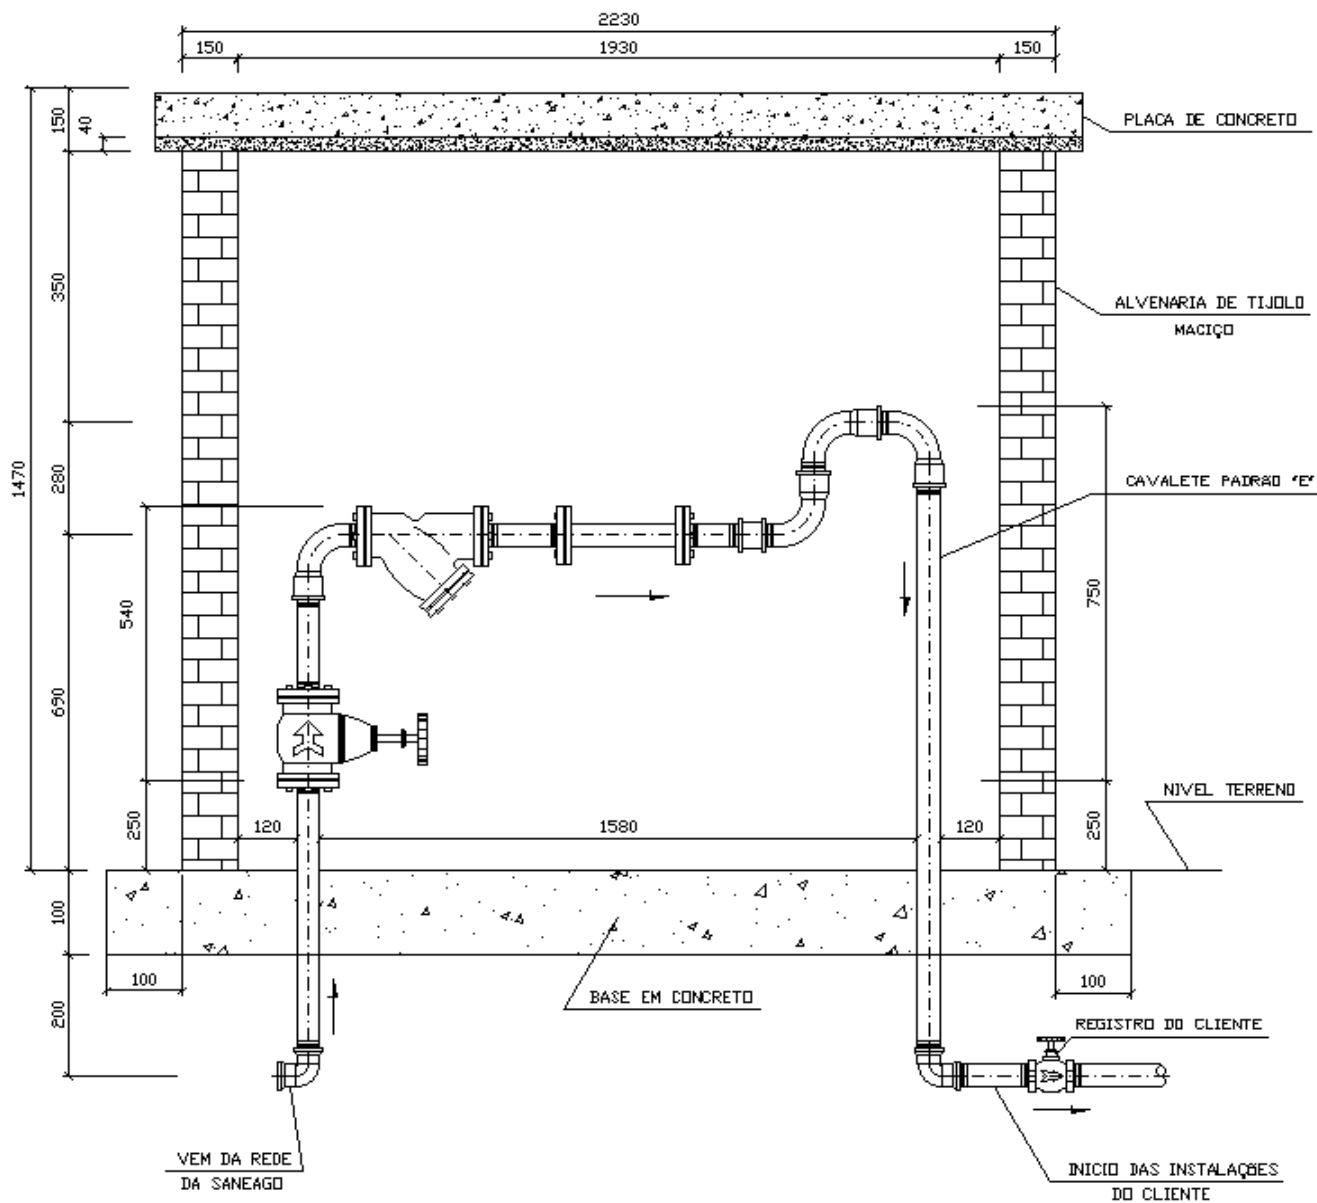 2230
150
1930
150
150
40
PLACA DE CONCRETO
350
ALVENARIA DE TIJOLO
MACIÇO
1470
280
CAVALETE PADRÃO "E"
540
750
690
NIVEL TERRENO
250
120
1580
120
250
100
100
100
BASE EM CONCRETO
200
REGISTRO DO CLIENTE
VEM DA REDE
DA SANEAGO
INICIO DAS INSTALAÇÕES
DO CLIENTE